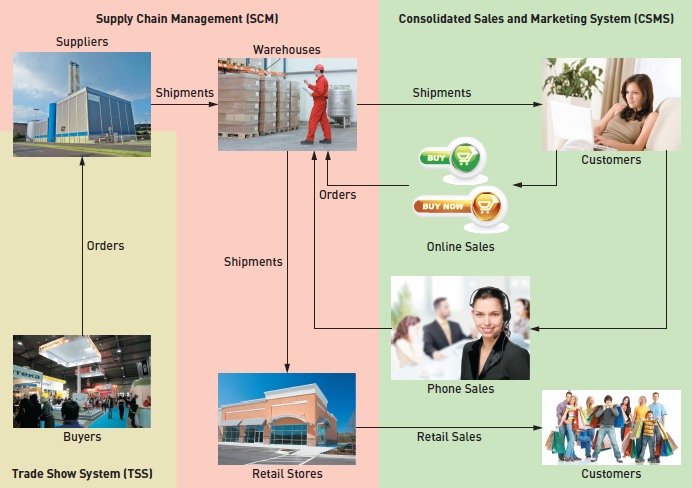 Supply Chain Management (SCM)
Consolidated Sales and Marketing System (CSMS)
Suppliers
Warehouses
Shipments
Shipments
Customers
BUY
BUY NOW
Orders
Online Sales
Orders
Shipments
Phone Sales
Buyers
Retail Sales
Trade Show System (TSS)
Retail Stores
Customers